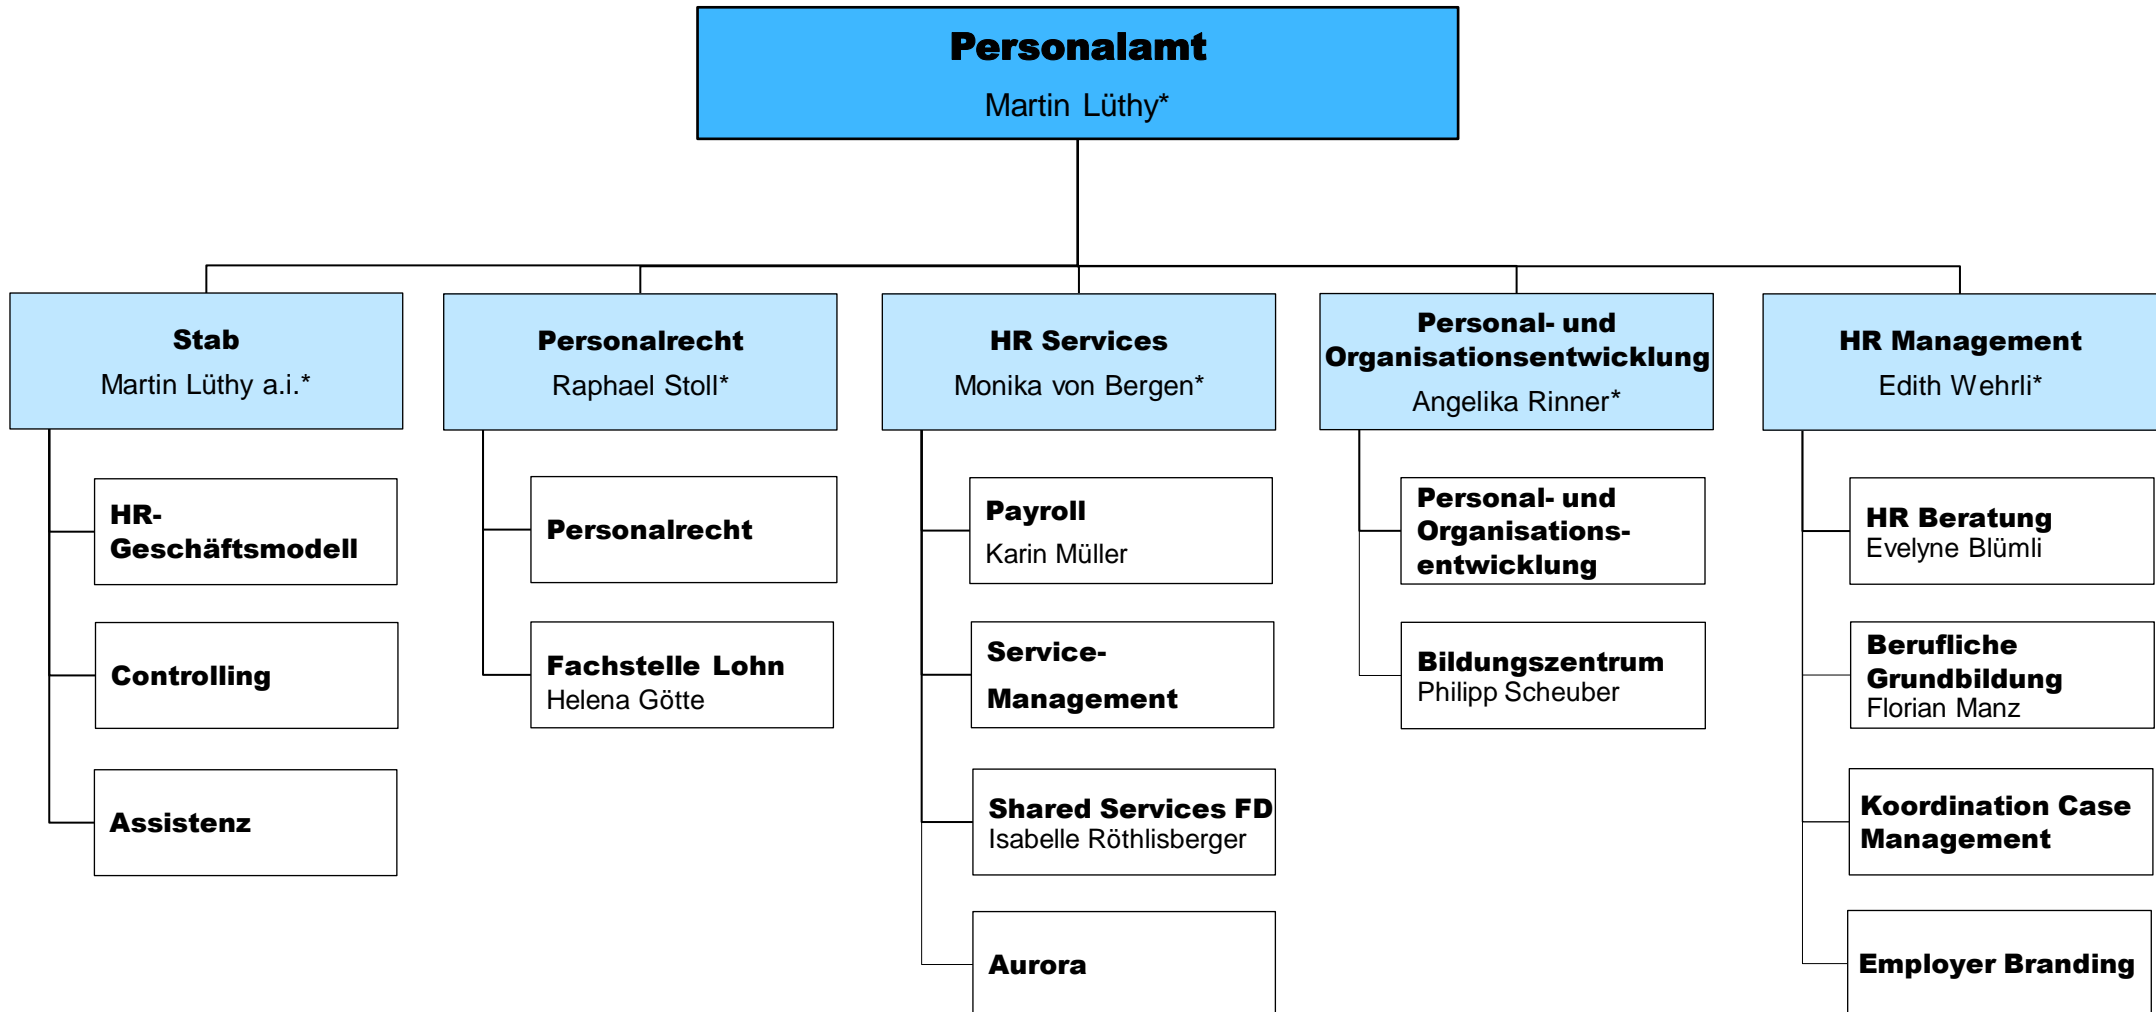 Personalamt
Martin Lüthy*
Stab
Martin Lüthy a.i.*
HR-
Geschäftsmodell
Controlling
Assistenz
Personalrecht
Raphael Stoll*
Personalrecht
Fachstelle Lohn
Helena Götte
HR Services
Monika von Bergen*
Payroll
Karin Müller
Service-
Management
Shared Services FD
Isabelle Röthlisberger
Aurora
Personal- und
Organisationsentwicklung
Angelika Rinner*
Personal- und
Organisations-
entwicklung
Bildungszentrum
Philipp Scheuber
HR Management
Edith Wehrli*
HR Beratung
Evelyne Blümli
Berufliche
Grundbildung
Florian Manz
Koordination Case
Management
Employer Branding